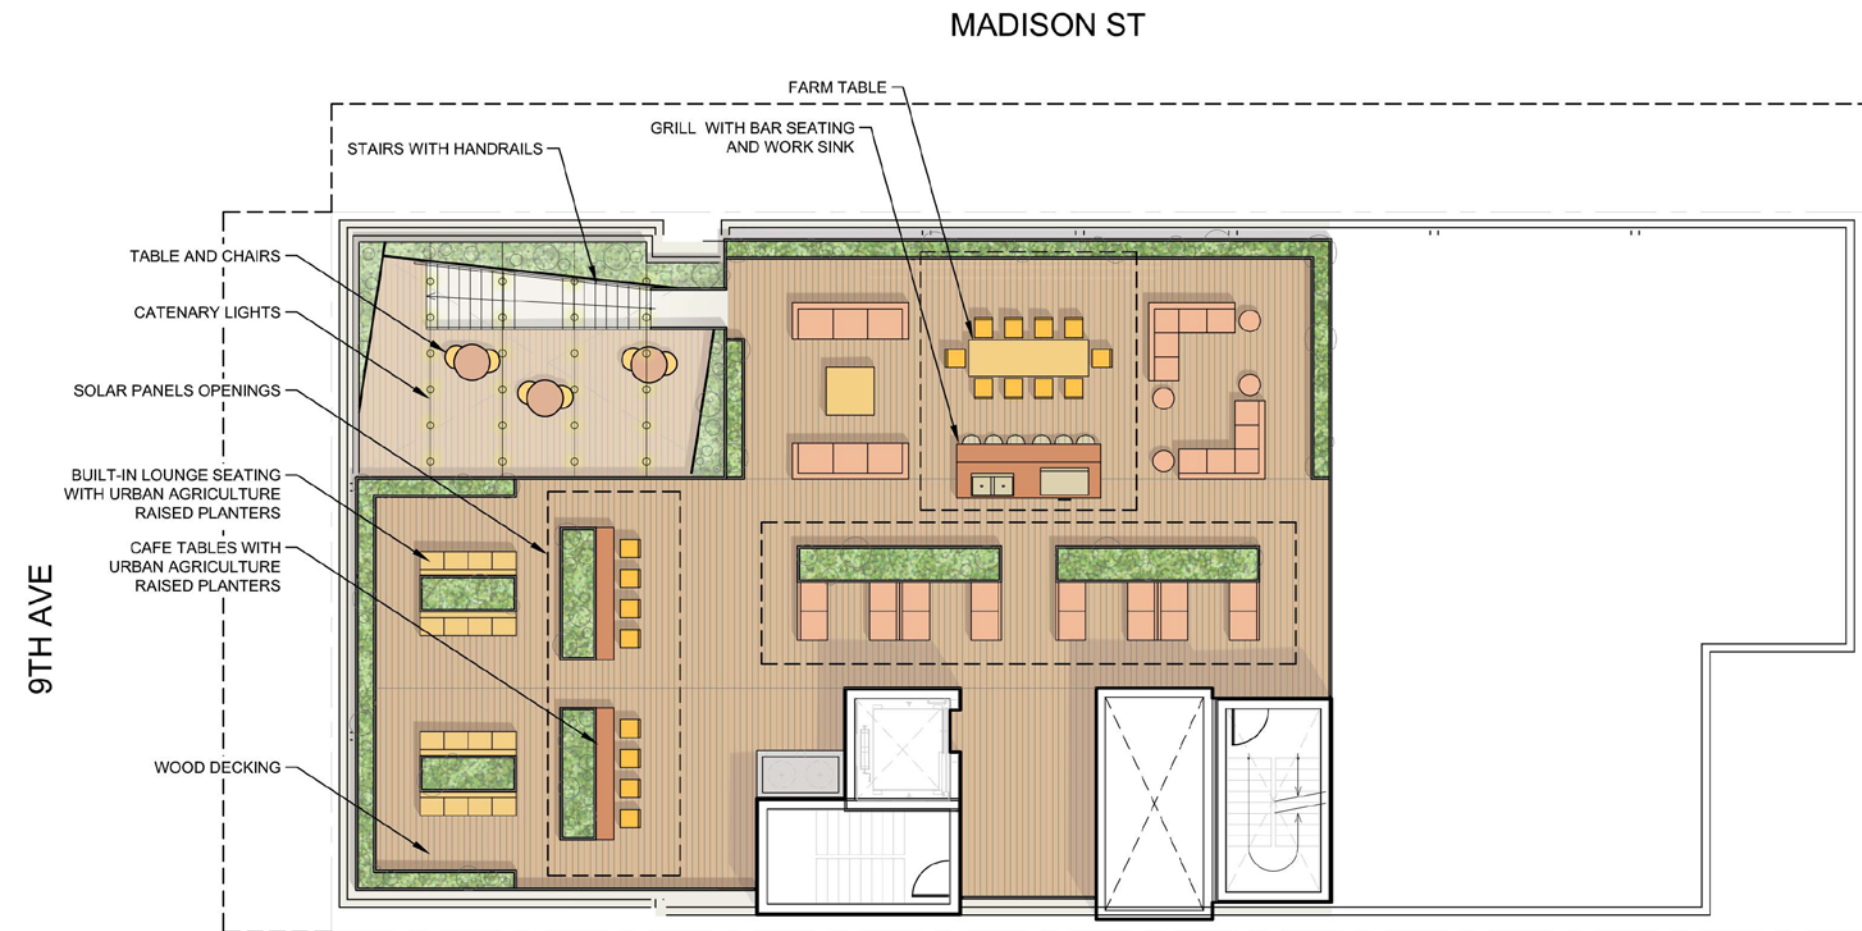 MADISON ST
FARM TABLE
GRILL WITH BAR SEATING
AND WORK SINK
STAIRS WITH HANDRAILS
TABLE AND CHAIRS
CATENARY LIGHTS
SOLAR PANELS OPENINGS
BUILT-IN LOUNGE SEATING
WITH URBAN AGRICULTURE
RAISED PLANTERS
CAFE TABLES WITH
URBAN AGRICULTURE
RAISED PLANTERS
9TH AVE
WOOD DECKING